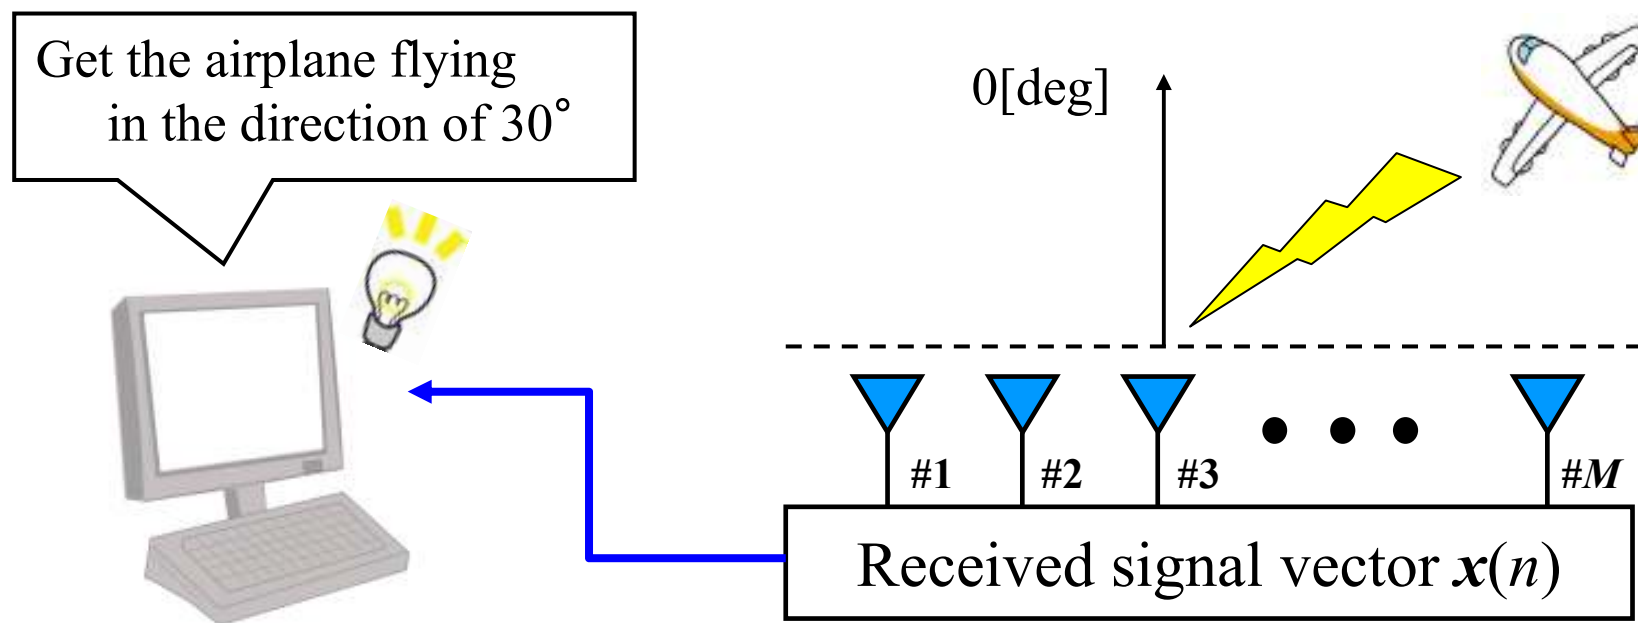 Get the airplane flying
in the direction of 30°
0[deg]
#1 #2 #3 #M
Received signal vector x(n)